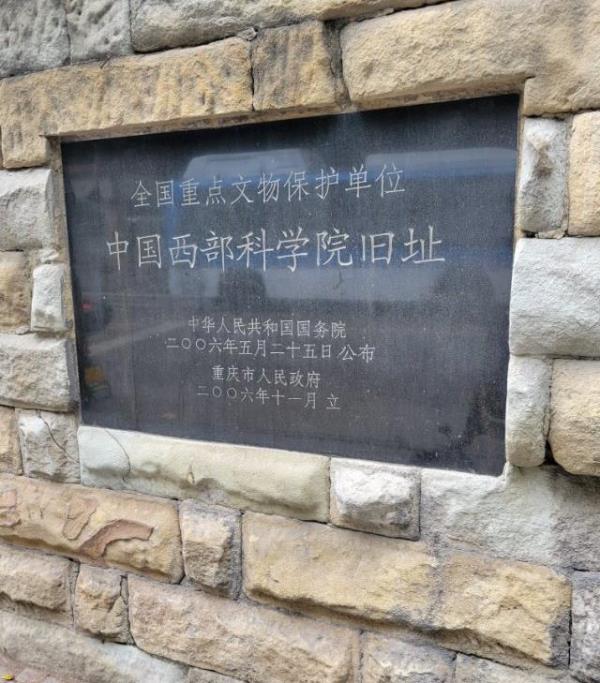 全国重点文物保护单位
中国西部科学院旧址
中华人民共和国国务院
二〇〇六年五月二十五日 公布
重庆市人民政府
二〇〇六年十一月 立